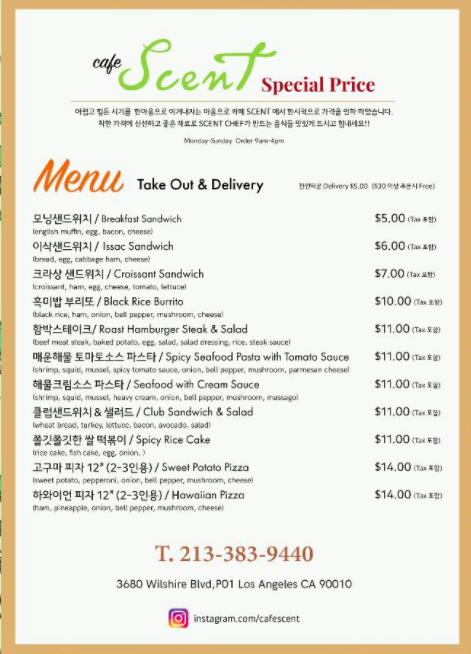 cafe Scent Special Price
어렵고 힘든 시기를 한마음으로 이겨내자는 마음으로 카페 SCENT 에서 한시적으로 가격을 인하 하였습니다.
착한 가격에 신선하고 좋은 재료로 SCENT CHEF가 만드는 음식들 맛있게 드시고 힘내세요!!
Monday-Sunday Order 9am-4pm
Menu Take Out & Delivery 한인타운 Delivery $5.00 ($30 이상 주문시 Free)
모닝샌드위치 / Breakfast Sandwich $5.00 (Tax 포함)
(english muffin, egg, bacon, cheese)
이삭샌드위치 / Issac Sandwich $6.00 (Tax 포함)
(bread, egg, cabbage ham, cheese)
크라상 샌드위치 / Croissant Sandwich $7.00 (Tax 포함)
(croissant, ham, egg, cheese, tomato, lettuce)
흑미밥 부리또 / Black Rice Burrito $10.00 (Tax 포함)
(black rice, ham, onion, bell pepper, mushroom, cheese)
함박스테이크/ Roast Hamburger Steak & Salad $11.00 (Tax 포함)
(beef meat steak, baked potato, egg, salad, salad dressing, rice, steak sauce)
매운해물 토마토소스 파스타 / Spicy Seafood Pasta with Tomato Sauce $11.00 (Tax 포함)
(shrimp, squid, mussel, spicy tomato sauce, onion, bell pepper, mushroom, parmesan cheese)
해물크림소스 파스타 / Seafood with Cream Sauce $11.00 (Tax 포함)
(shrimp, squid, mussel, heavy cream, onion, bell pepper, mushroom, massago)
클럽샌드위치 & 샐러드 / Club Sandwich & Salad $11.00 (Tax 포함)
(wheat bread, turkey, lettuce, bacon, avocado, salad)
쫄깃쫄깃한 쌀 떡볶이 / Spicy Rice Cake $11.00 (Tax 포함)
(rice cake, fish cake, egg, onion, )
고구마 피자 12" (2-3인용) / Sweet Potato Pizza $14.00 (Tax 포함)
(sweet potato, pepperoni, onion, bell pepper, mushroom, cheese)
하와이언 피자 12" (2-3인용) / Hawaiian Pizza $14.00 (Tax 포함)
(ham, pineapple, onion, bell pepper, mushroom, cheese)
T. 213-383-9440
3680 Wilshire Blvd,P01 Los Angeles CA 90010
instagram.com/cafescent